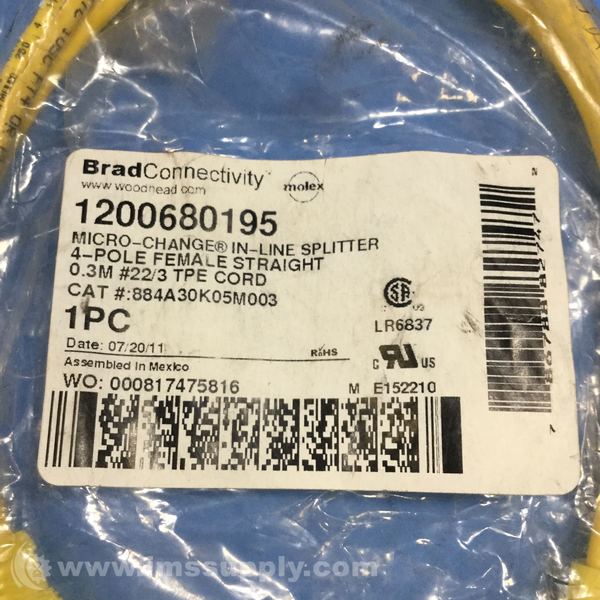 BradConnectivity
www.woodhead.com
molex
1200680195
MICRO-CHANGE® IN-LINE SPLITTER
4-POLE FEMALE STRAIGHT
0.3M #22/3 TPE CORD
CAT #:884A30K05M003
1PC
LR6837
Date: 07/20/11
RoHS
Assembled in Mexico
C US
WO: 000817475816
M E152210
www.imssupply.com